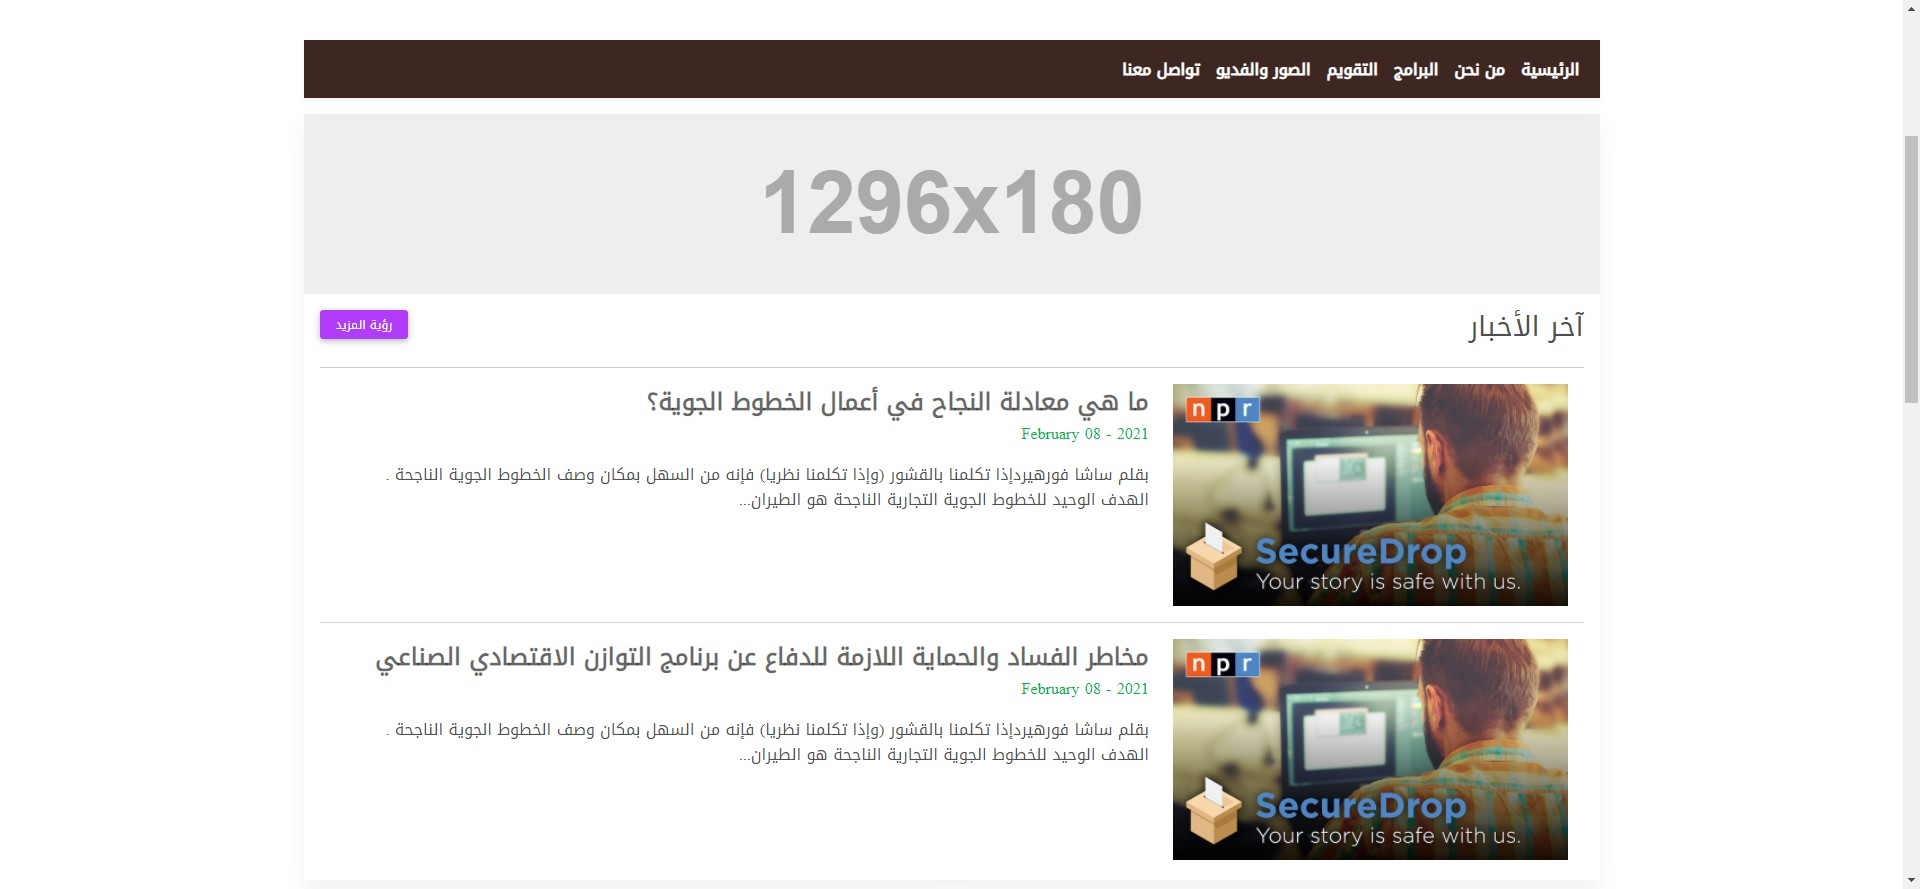 الرئيسية من نحن البرامج التقويم الصور والفديو تواصل معنا
1296x180
آخر الأخبار
رؤية المزيد
npr
SecureDrop
Your story is safe with us.
ما هي معادلة النجاح في أعمال الخطوط الجوية؟
February 08 - 2021
بقلم ساشا فورهيردإذا تكلمنا بالقشور (وإذا تكلمنا نظريا) فإنه من السهل بمكان وصف الخطوط الجوية الناجحة .
الهدف الوحيد للخطوط الجوية التجارية الناجحة هو الطيران...
npr
SecureDrop
Your story is safe with us.
مخاطر الفساد والحماية اللازمة للدفاع عن برنامج التوازن الاقتصادي الصناعي
February 08 - 2021
بقلم ساشا فورهيردإذا تكلمنا بالقشور (وإذا تكلمنا نظريا) فإنه من السهل بمكان وصف الخطوط الجوية الناجحة .
الهدف الوحيد للخطوط الجوية التجارية الناجحة هو الطيران...